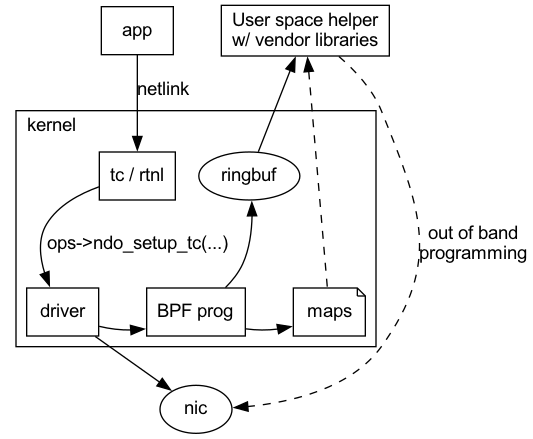 app
User space helper
w/ vendor libraries
netlink
kernel
tc / rtnl
ringbuf
ops->ndo_setup_tc(...)
out of band
programming
driver
BPF prog
maps
nic